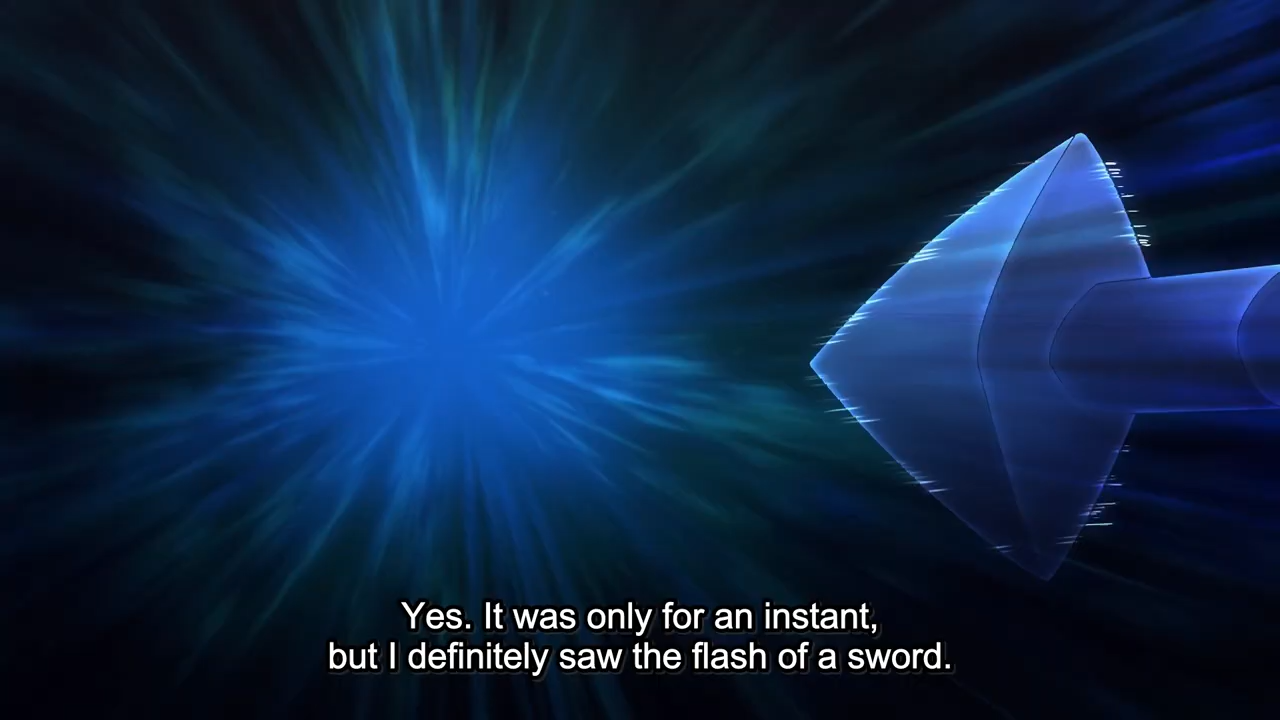 Yes. It was only for an instant,
but I definitely saw the flash of a sword.